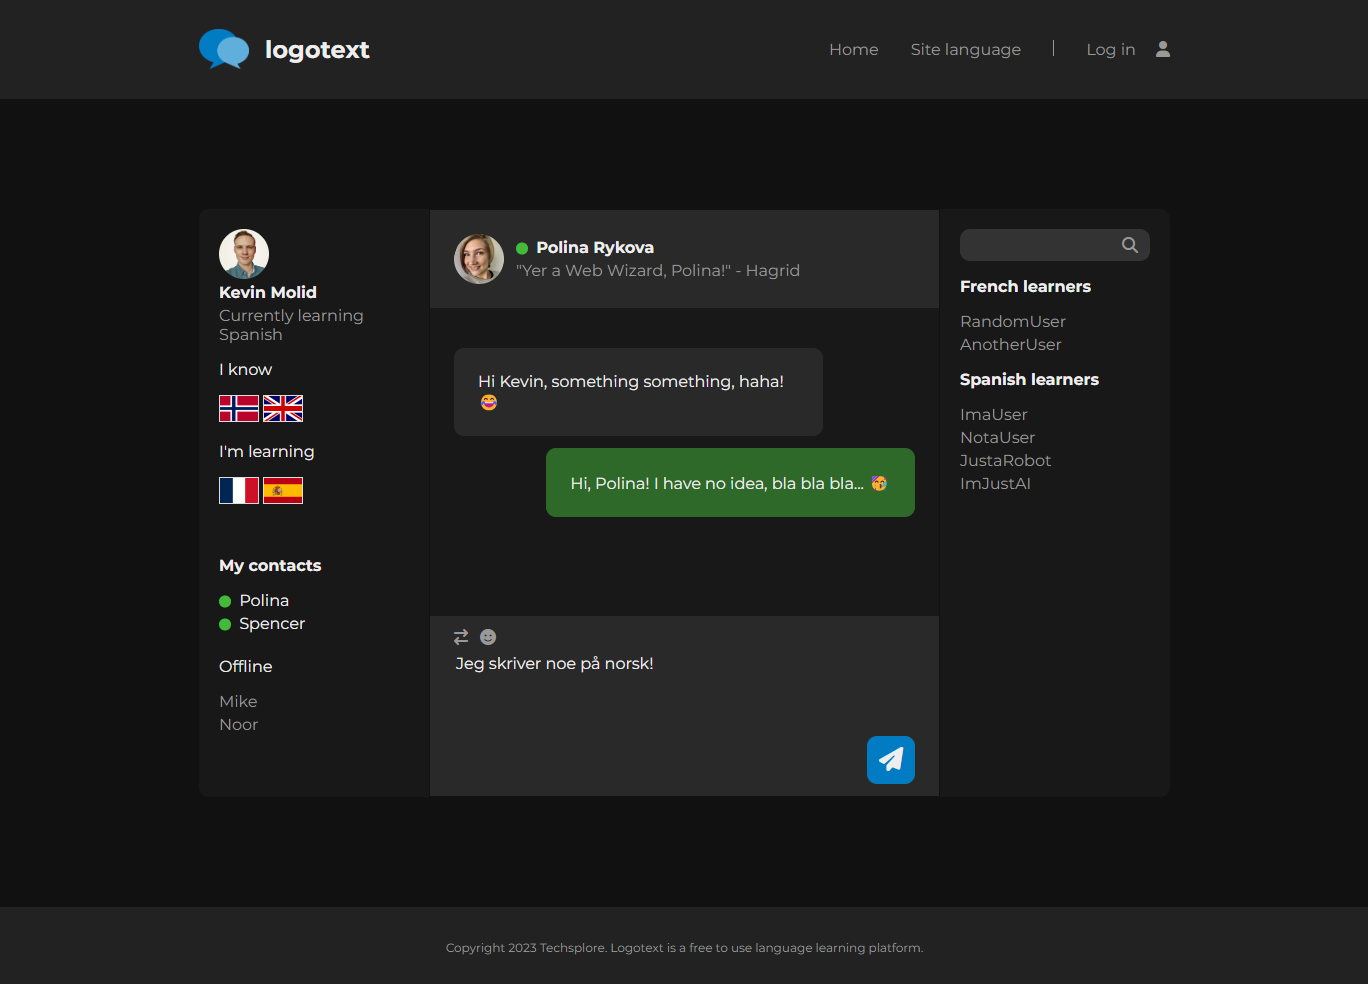 logotext
Home
Site language
Log in
Kevin Molid
Currently learning
Spanish
I know
I'm learning
My contacts
Polina
Spencer
Offline
Mike
Noor
Polina Rykova
"Yer a Web Wizard, Polina!" - Hagrid
Hi Kevin, something something, haha!
😂
Hi, Polina! I have no idea, bla bla bla... 🥳
Jeg skriver noe på norsk!
French learners
RandomUser
AnotherUser
Spanish learners
ImaUser
NotaUser
JustaRobot
ImJustAI
Copyright 2023 Techsplore. Logotext is a free to use language learning platform.